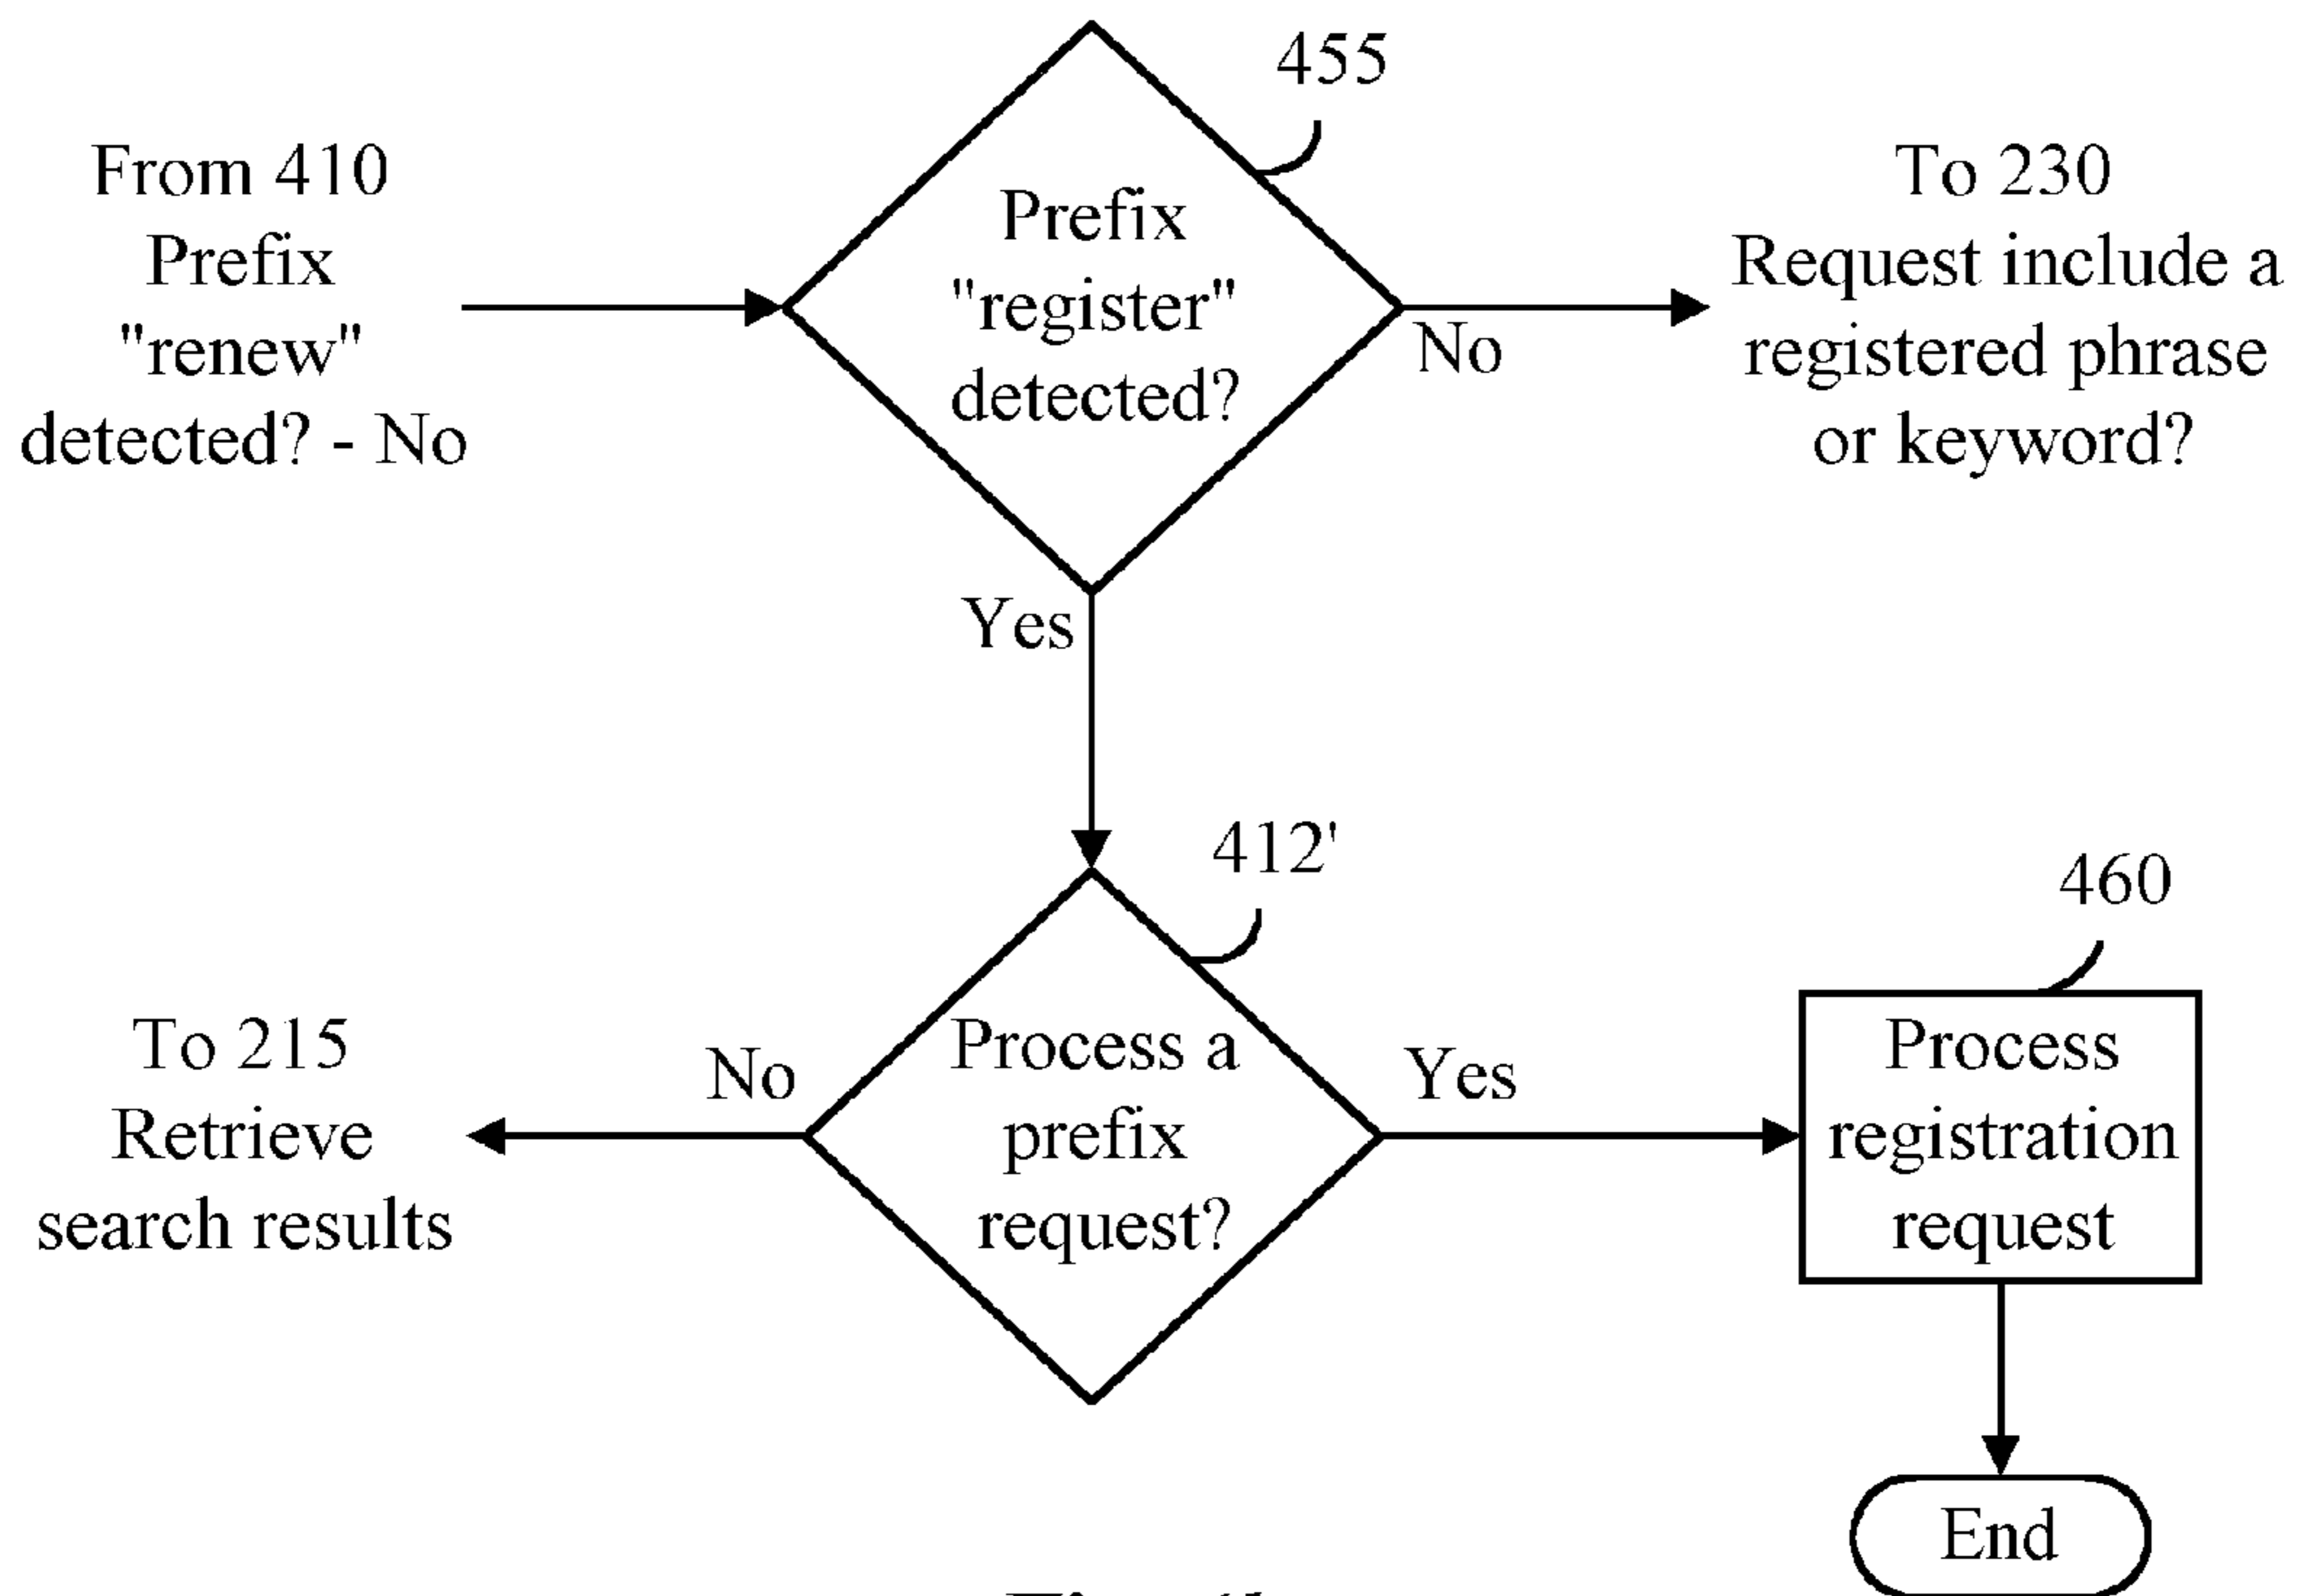 455
From 410
Prefix
"renew"
detected? - No
Prefix
"register"
detected?
No
To 230
Request include a
registered phrase
or keyword?
Yes
412'
460
To 215
Retrieve
search results
No
Process a
prefix
request?
Yes
Process
registration
request
End